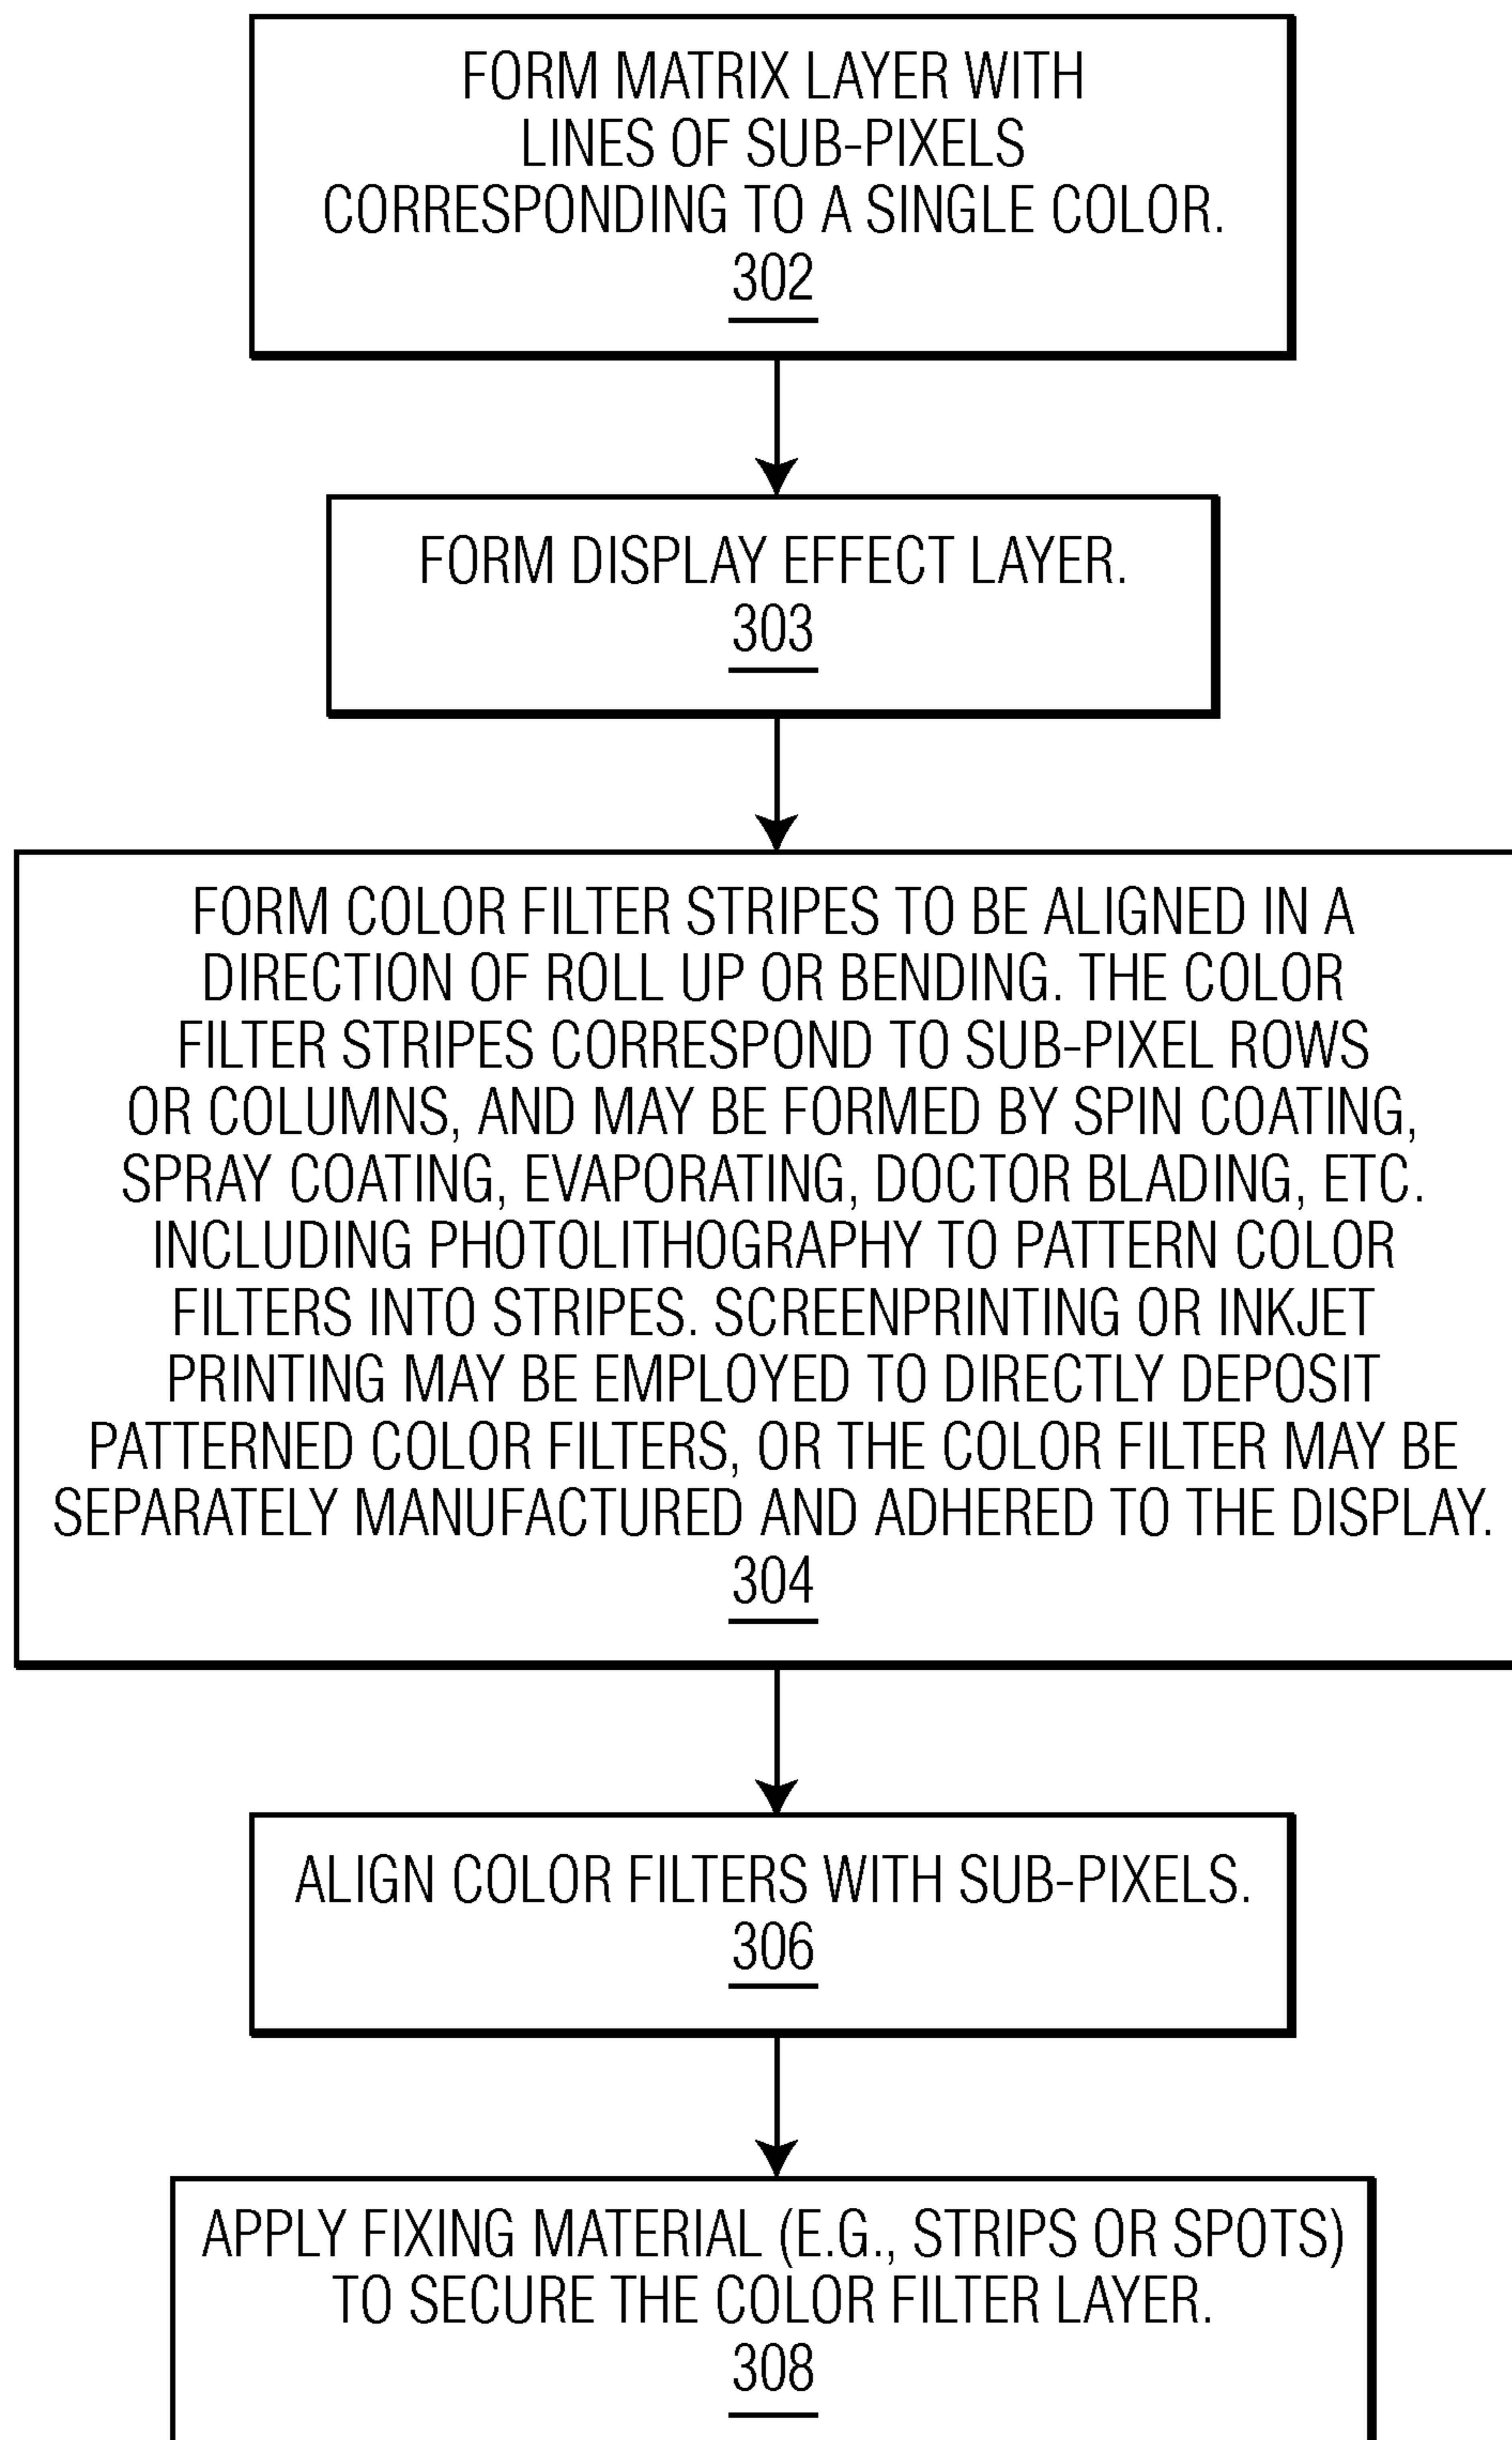 FORM MATRIX LAYER WITH
LINES OF SUB-PIXELS
CORRESPONDING TO A SINGLE COLOR.
302
FORM DISPLAY EFFECT LAYER.
303
FORM COLOR FILTER STRIPES TO BE ALIGNED IN A
DIRECTION OF ROLL UP OR BENDING. THE COLOR
FILTER STRIPES CORRESPOND TO SUB-PIXEL ROWS
OR COLUMNS, AND MAY BE FORMED BY SPIN COATING,
SPRAY COATING, EVAPORATING, DOCTOR BLADING, ETC.
INCLUDING PHOTOLITHOGRAPHY TO PATTERN COLOR
FILTERS INTO STRIPES. SCREENPRINTING OR INKJET
PRINTING MAY BE EMPLOYED TO DIRECTLY DEPOSIT
PATTERNED COLOR FILTERS, OR THE COLOR FILTER MAY BE
SEPARATELY MANUFACTURED AND ADHERED TO THE DISPLAY.
304
ALIGN COLOR FILTERS WITH SUB-PIXELS.
306
APPLY FIXING MATERIAL (E.G., STRIPS OR SPOTS)
TO SECURE THE COLOR FILTER LAYER.
308